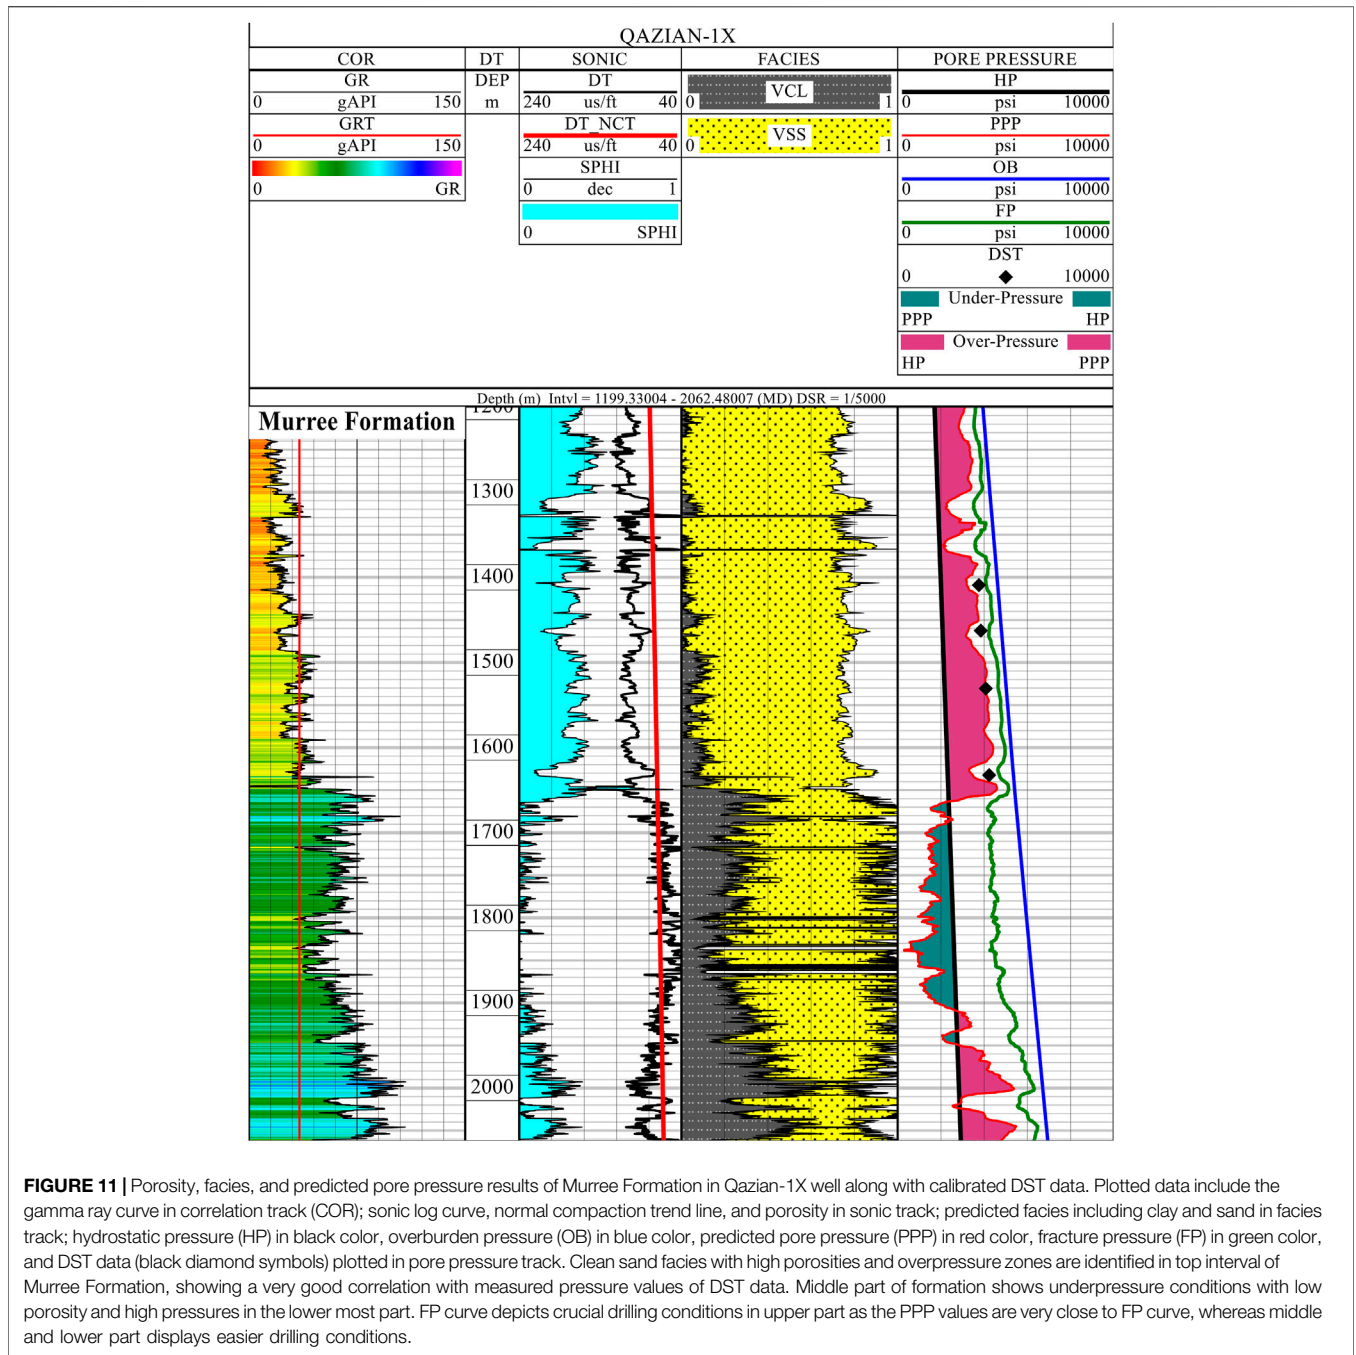 QAZIAN-1X
COR DT SONIC FACIES PORE PRESSURE
GR DEP DT VCL HP
0 gAPI 150 m 240 us/ft 40 0 1 0 psi 10000
GRT DT_NCT VSS PPP
0 gAPI 150 240 us/ft 40 0 1 0 psi 10000
SPHI OB
0 GR 0 dec 1 0 psi 10000
FP
0 SPHI 0 psi 10000
DST
0 10000
Under-Pressure
PPP HP
Over-Pressure
HP PPP
Depth (m) Intvl = 1199.33004 - 2062.48007 (MD) DSR = 1/5000
Murree Formation
1200
1300
1400
1500
1600
1700
1800
1900
2000
FIGURE 11 | Porosity, facies, and predicted pore pressure results of Murree Formation in Qazian-1X well along with calibrated DST data. Plotted data include the
gamma ray curve in correlation track (COR); sonic log curve, normal compaction trend line, and porosity in sonic track; predicted facies including clay and sand in facies
track; hydrostatic pressure (HP) in black color, overburden pressure (OB) in blue color, predicted pore pressure (PPP) in red color, fracture pressure (FP) in green color,
and DST data (black diamond symbols) plotted in pore pressure track. Clean sand facies with high porosities and overpressure zones are identified in top interval of
Murree Formation, showing a very good correlation with measured pressure values of DST data. Middle part of formation shows underpressure conditions with low
porosity and high pressures in the lower most part. FP curve depicts crucial drilling conditions in upper part as the PPP values are very close to FP curve, whereas middle
and lower part displays easier drilling conditions.